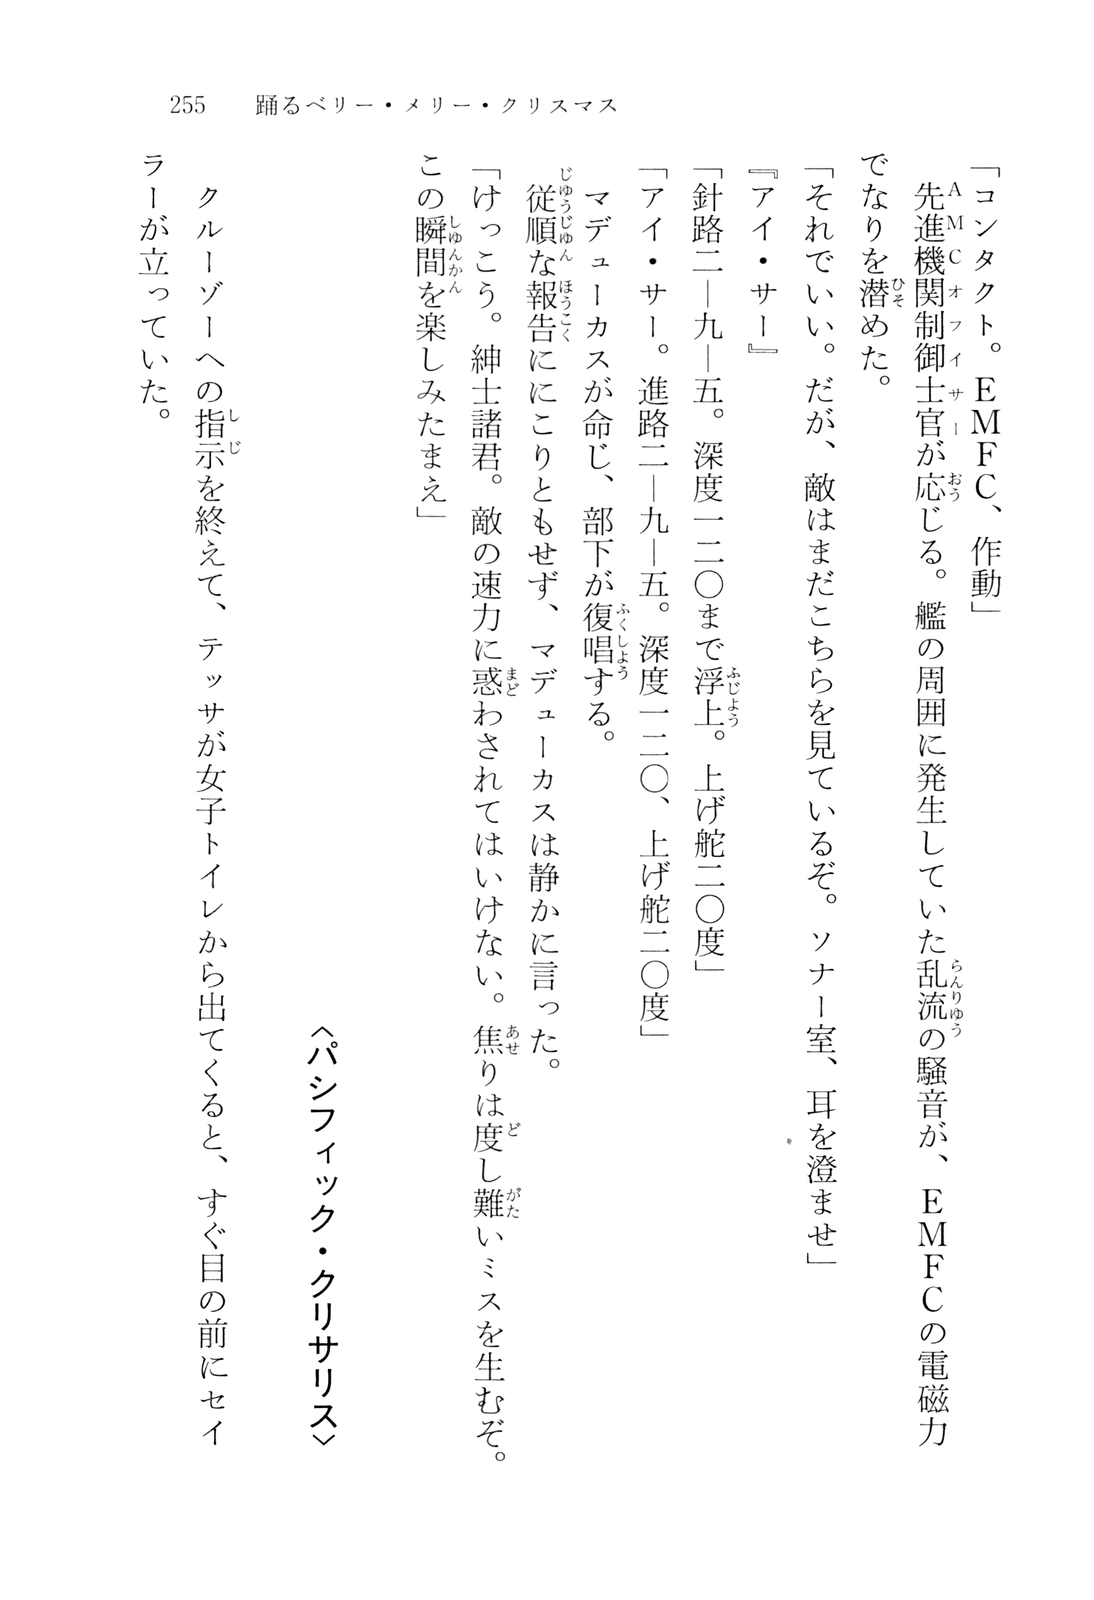 255　踊るベリー・メリー・クリスマス
「コンタクト。EMFC、作動」
　先進機関制御士官が応じる。艦の周囲に発生していた乱流の騒音が、EMFCの電磁力
でなりを潜めた。
「それでいい。だが、敵はまだこちらを見ているぞ。ソナー室、耳を澄ませ」
『アイ・サー』
「針路二―九―五。深度一二〇まで浮上。上げ舵二〇度」
「アイ・サー。進路二―九―五。深度一二〇、上げ舵二〇度」
　マデューカスが命じ、部下が復唱する。
　従順な報告ににこりともせず、マデューカスは静かに言った。
「けっこう。紳士諸君。敵の速力に惑わされてはいけない。焦りは度し難いミスを生むぞ。
この瞬間を楽しみたまえ」
〈パシフィック・クリサリス〉
　クルーゾーへの指示を終えて、テッサが女子トイレから出てくると、すぐ目の前にセイ
ラーが立っていた。